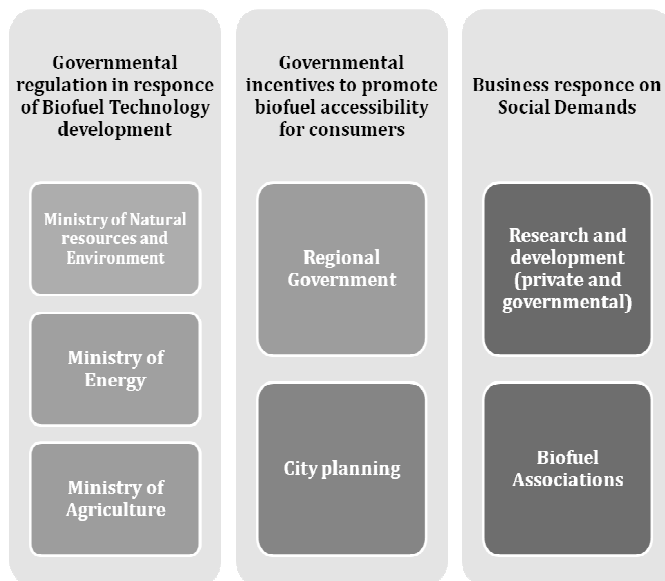 Governmental
regulation in responce
of Biofuel Technology
development
Ministry of Natural
resources and
Environment
Ministry of
Energy
Ministry of
Agriculture
Governmental
incentives to promote
biofuel accessibility
for consumers
Regional
Government
City planning
Business responce on
Social Demands
Research and
development
(private and
governmental)
Biofuel
Associations